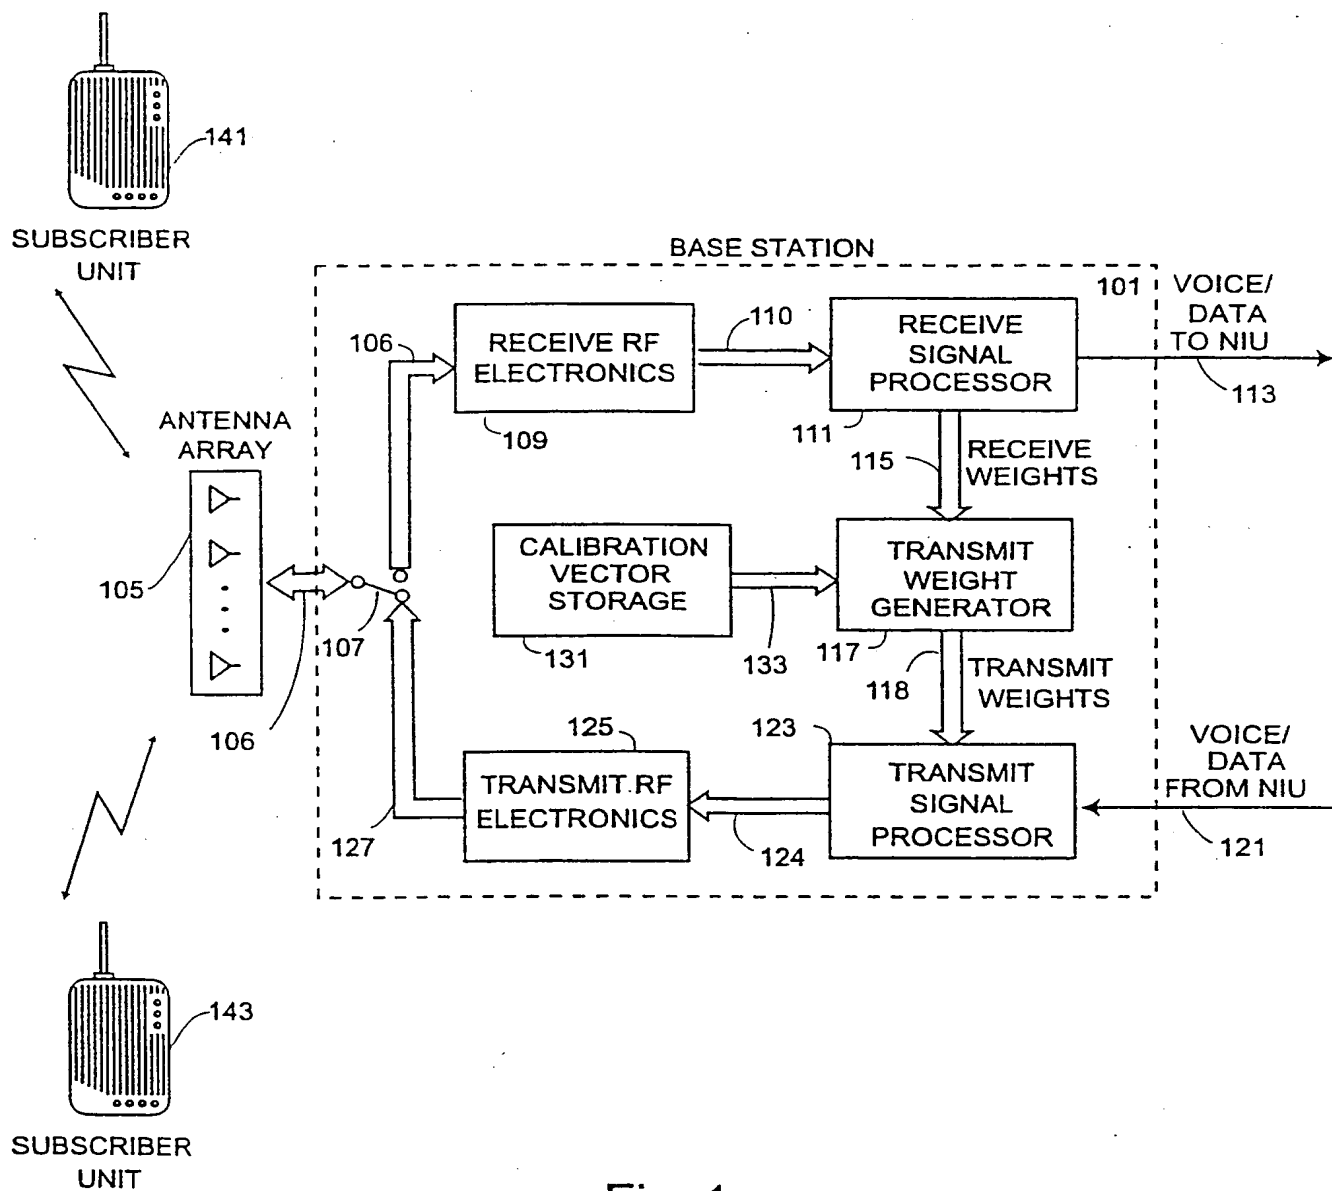 141
SUBSCRIBER
UNIT
BASE STATION
101
VOICE/
DATA
TO NIU
113
106
RECEIVE RF
ELECTRONICS
109
110
RECEIVE
SIGNAL
PROCESSOR
111
ANTENNA
ARRAY
105
115
RECEIVE
WEIGHTS
CALIBRATION
VECTOR
STORAGE
131
133
TRANSMIT
WEIGHT
GENERATOR
117
107
106
118
TRANSMIT
WEIGHTS
125
TRANSMIT RF
ELECTRONICS
127
124
123
TRANSMIT
SIGNAL
PROCESSOR
VOICE/
DATA
FROM NIU
121
143
SUBSCRIBER
UNIT